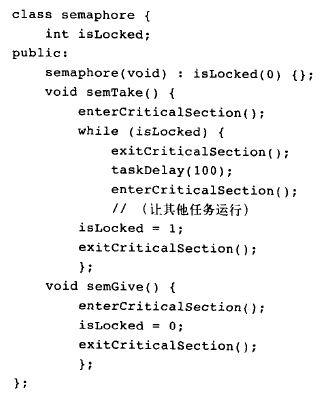 class semaphore {
    int isLocked;
public:
    semaphore(void) : isLocked(0) {};
    void semTake() {
        enterCriticalSection();
        while (isLocked) {
            exitCriticalSection();
            taskDelay(100);
            enterCriticalSection();
            // （让其他任务运行）
        isLocked = 1;
        exitCriticalSection();
        };
    void semGive() {
        enterCriticalSection();
        isLocked = 0;
        exitCriticalSection();
        };
};